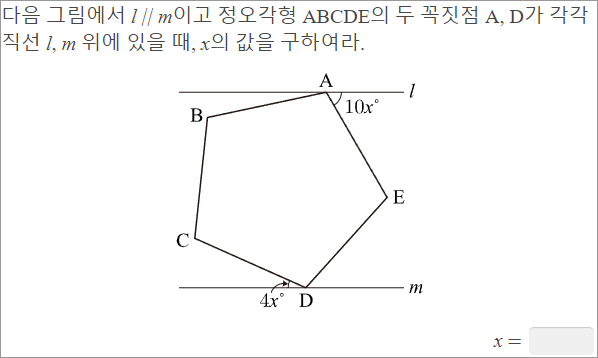 다음 그림에서 l // m이고 정오각형 ABCDE의 두 꼭짓점 A, D가 각각
직선 l, m 위에 있을 때, x의 값을 구하여라.
A
l
10x°
B
E
C
m
4x°
D
x =